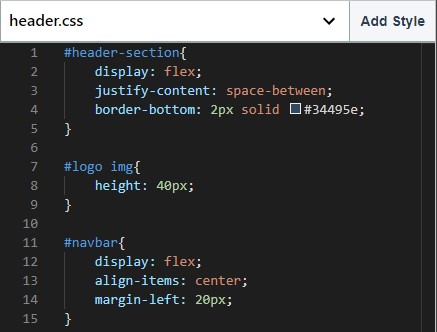 header.css Add Style
1 #header-section{
2 display: flex;
3 justify-content: space-between;
4 border-bottom: 2px solid #34495e;
5 }
6
7 #logo img{
8 height: 40px;
9 }
10
11 #navbar{
12 display: flex;
13 align-items: center;
14 margin-left: 20px;
15 }